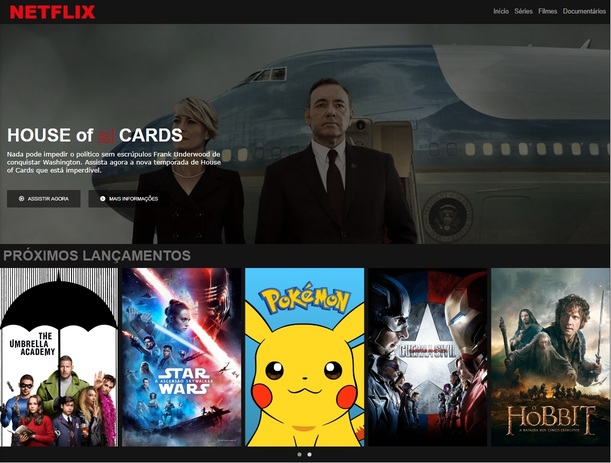 NETFLIX
Início Séries Filmes Documentários
HOUSE of of CARDS
Nada pode impedir o político sem escrúpulos Frank Underwood de
conquistar Washington. Assista agora a nova temporada de House
of Cards que está imperdível.
ASSISTIR AGORA MAIS INFORMAÇÕES
PRÓXIMOS LANÇAMENTOS
THE
UMBRELLA
ACADEMY
STAR
A ASCENSÃO SKYWALKER
WARS
POKéMON
THE HOBBIT
A BATALHA DOS CINCO EXÉRCITOS